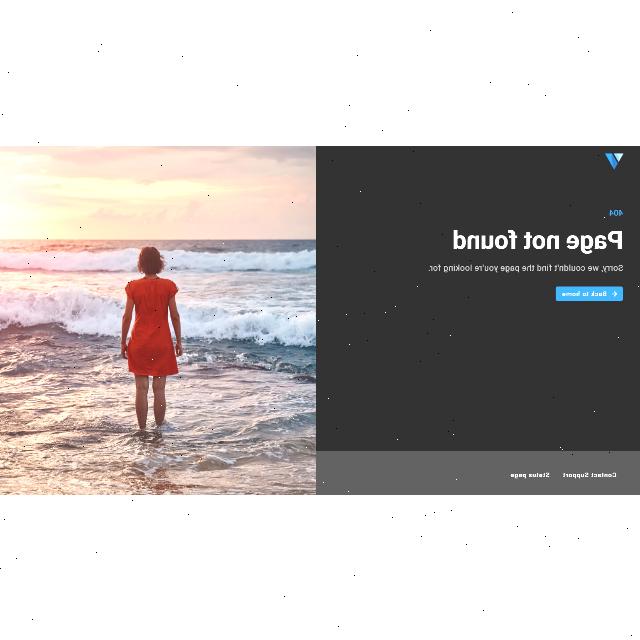 404
Page not found
Sorry, we couldn't find the page you're looking for.
← Back to home
Contact Support Status page